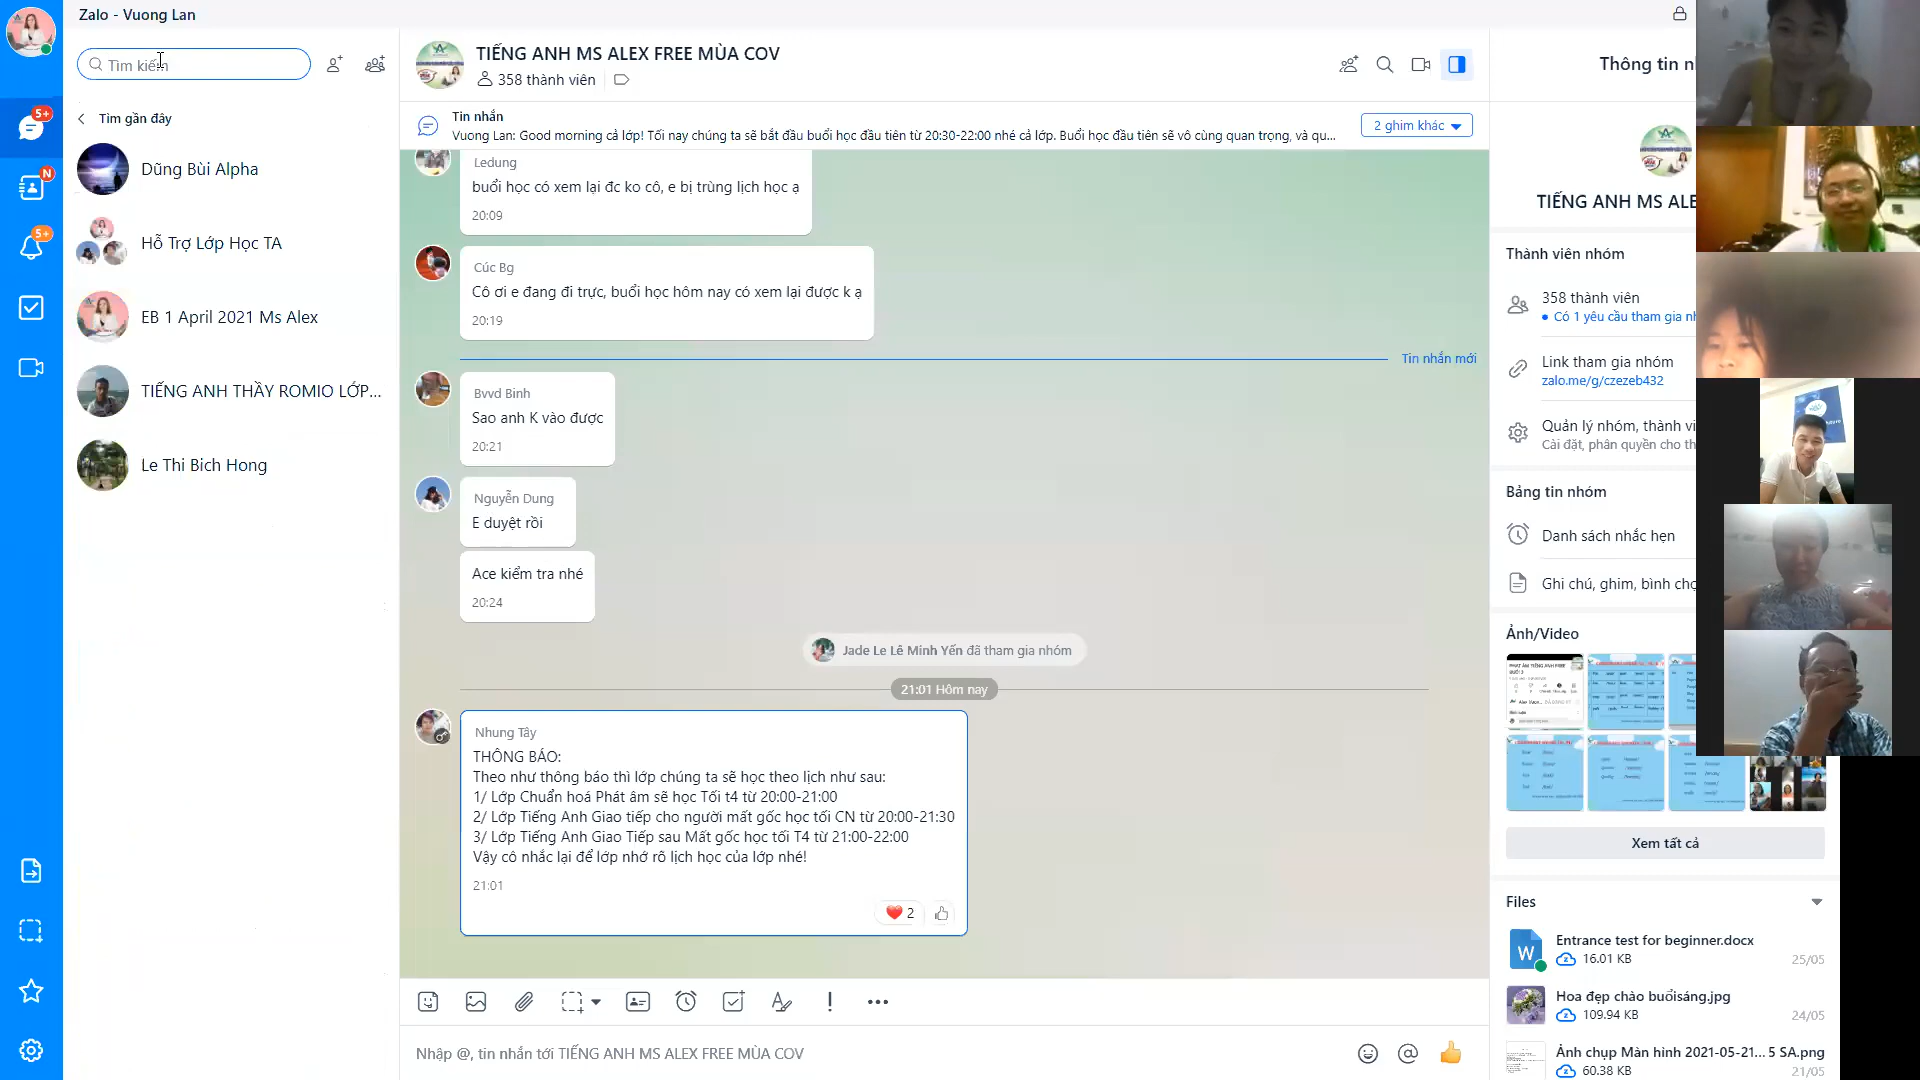 Zalo - Vuong Lan
Tìm kiếm
Tìm gần đây
Dũng Bùi Alpha
Hỗ Trợ Lớp Học TA
EB 1 April 2021 Ms Alex
TIẾNG ANH THẦY ROMIO LỚP...
Le Thi Bich Hong
5+
N
5+
TIẾNG ANH MS ALEX FREE MÙA COV
358 thành viên
Tin nhắn
Vuong Lan: Good morning cả lớp! Tối nay chúng ta sẽ bắt đầu buổi học đầu tiên từ 20:30-22:00 nhé cả lớp. Buổi học đầu tiên sẽ vô cùng quan trọng, và qu...
2 ghim khác
Ledung
buổi học có xem lại đc ko cô, e bị trùng lịch học ạ
20:09
Cúc Bg
Cô ơi e đang đi trực, buổi học hôm nay có xem lại được k ạ
20:19
Tin nhắn mới
Bvvd Binh
Sao anh K vào được
20:21
Nguyễn Dung
E duyệt rồi
Ace kiểm tra nhé
20:24
Jade Le Lê Minh Yến đã tham gia nhóm
21:01 Hôm nay
Nhung Tây
THÔNG BÁO:
Theo như thông báo thì lớp chúng ta sẽ học theo lịch như sau:
1/ Lớp Chuẩn hoá Phát âm sẽ học Tối t4 từ 20:00-21:00
2/ Lớp Tiếng Anh Giao tiếp cho người mất gốc học tối CN từ 20:00-21:30
3/ Lớp Tiếng Anh Giao Tiếp sau Mất gốc học tối T4 từ 21:00-22:00
Vậy cô nhắc lại để lớp nhớ rõ lịch học của lớp nhé!
21:01
2
Nhập @, tin nhắn tới TIẾNG ANH MS ALEX FREE MÙA COV
Thông tin n
TIẾNG ANH MS ALE
Thành viên nhóm
358 thành viên
Có 1 yêu cầu tham gia nh
Link tham gia nhóm
zalo.me/g/czezeb432
Quản lý nhóm, thành vi
Cài đặt, phân quyền cho th
Bảng tin nhóm
Danh sách nhắc hẹn
Ghi chú, ghim, bình chọ
Ảnh/Video
Xem tất cả
Files
Entrance test for beginner.docx
16.01 KB
25/05
Hoa đẹp chào buổisáng.jpg
109.94 KB
24/05
Ảnh chụp Màn hình 2021-05-21... 5 SA.png
60.38 KB
21/05